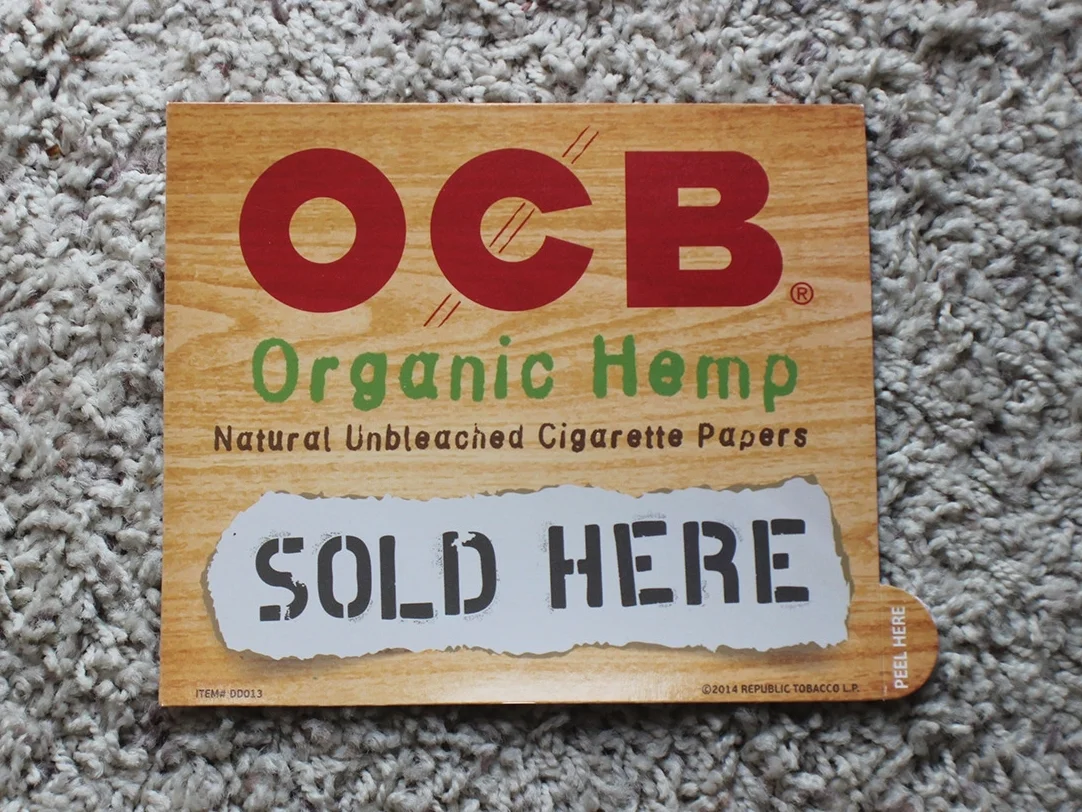 OCB®
Organic Hemp
Natural Unbleached Cigarette Papers
SOLD HERE
PEEL HERE
ITEM# DD013
©2014 REPUBLIC TOBACCO L.P.